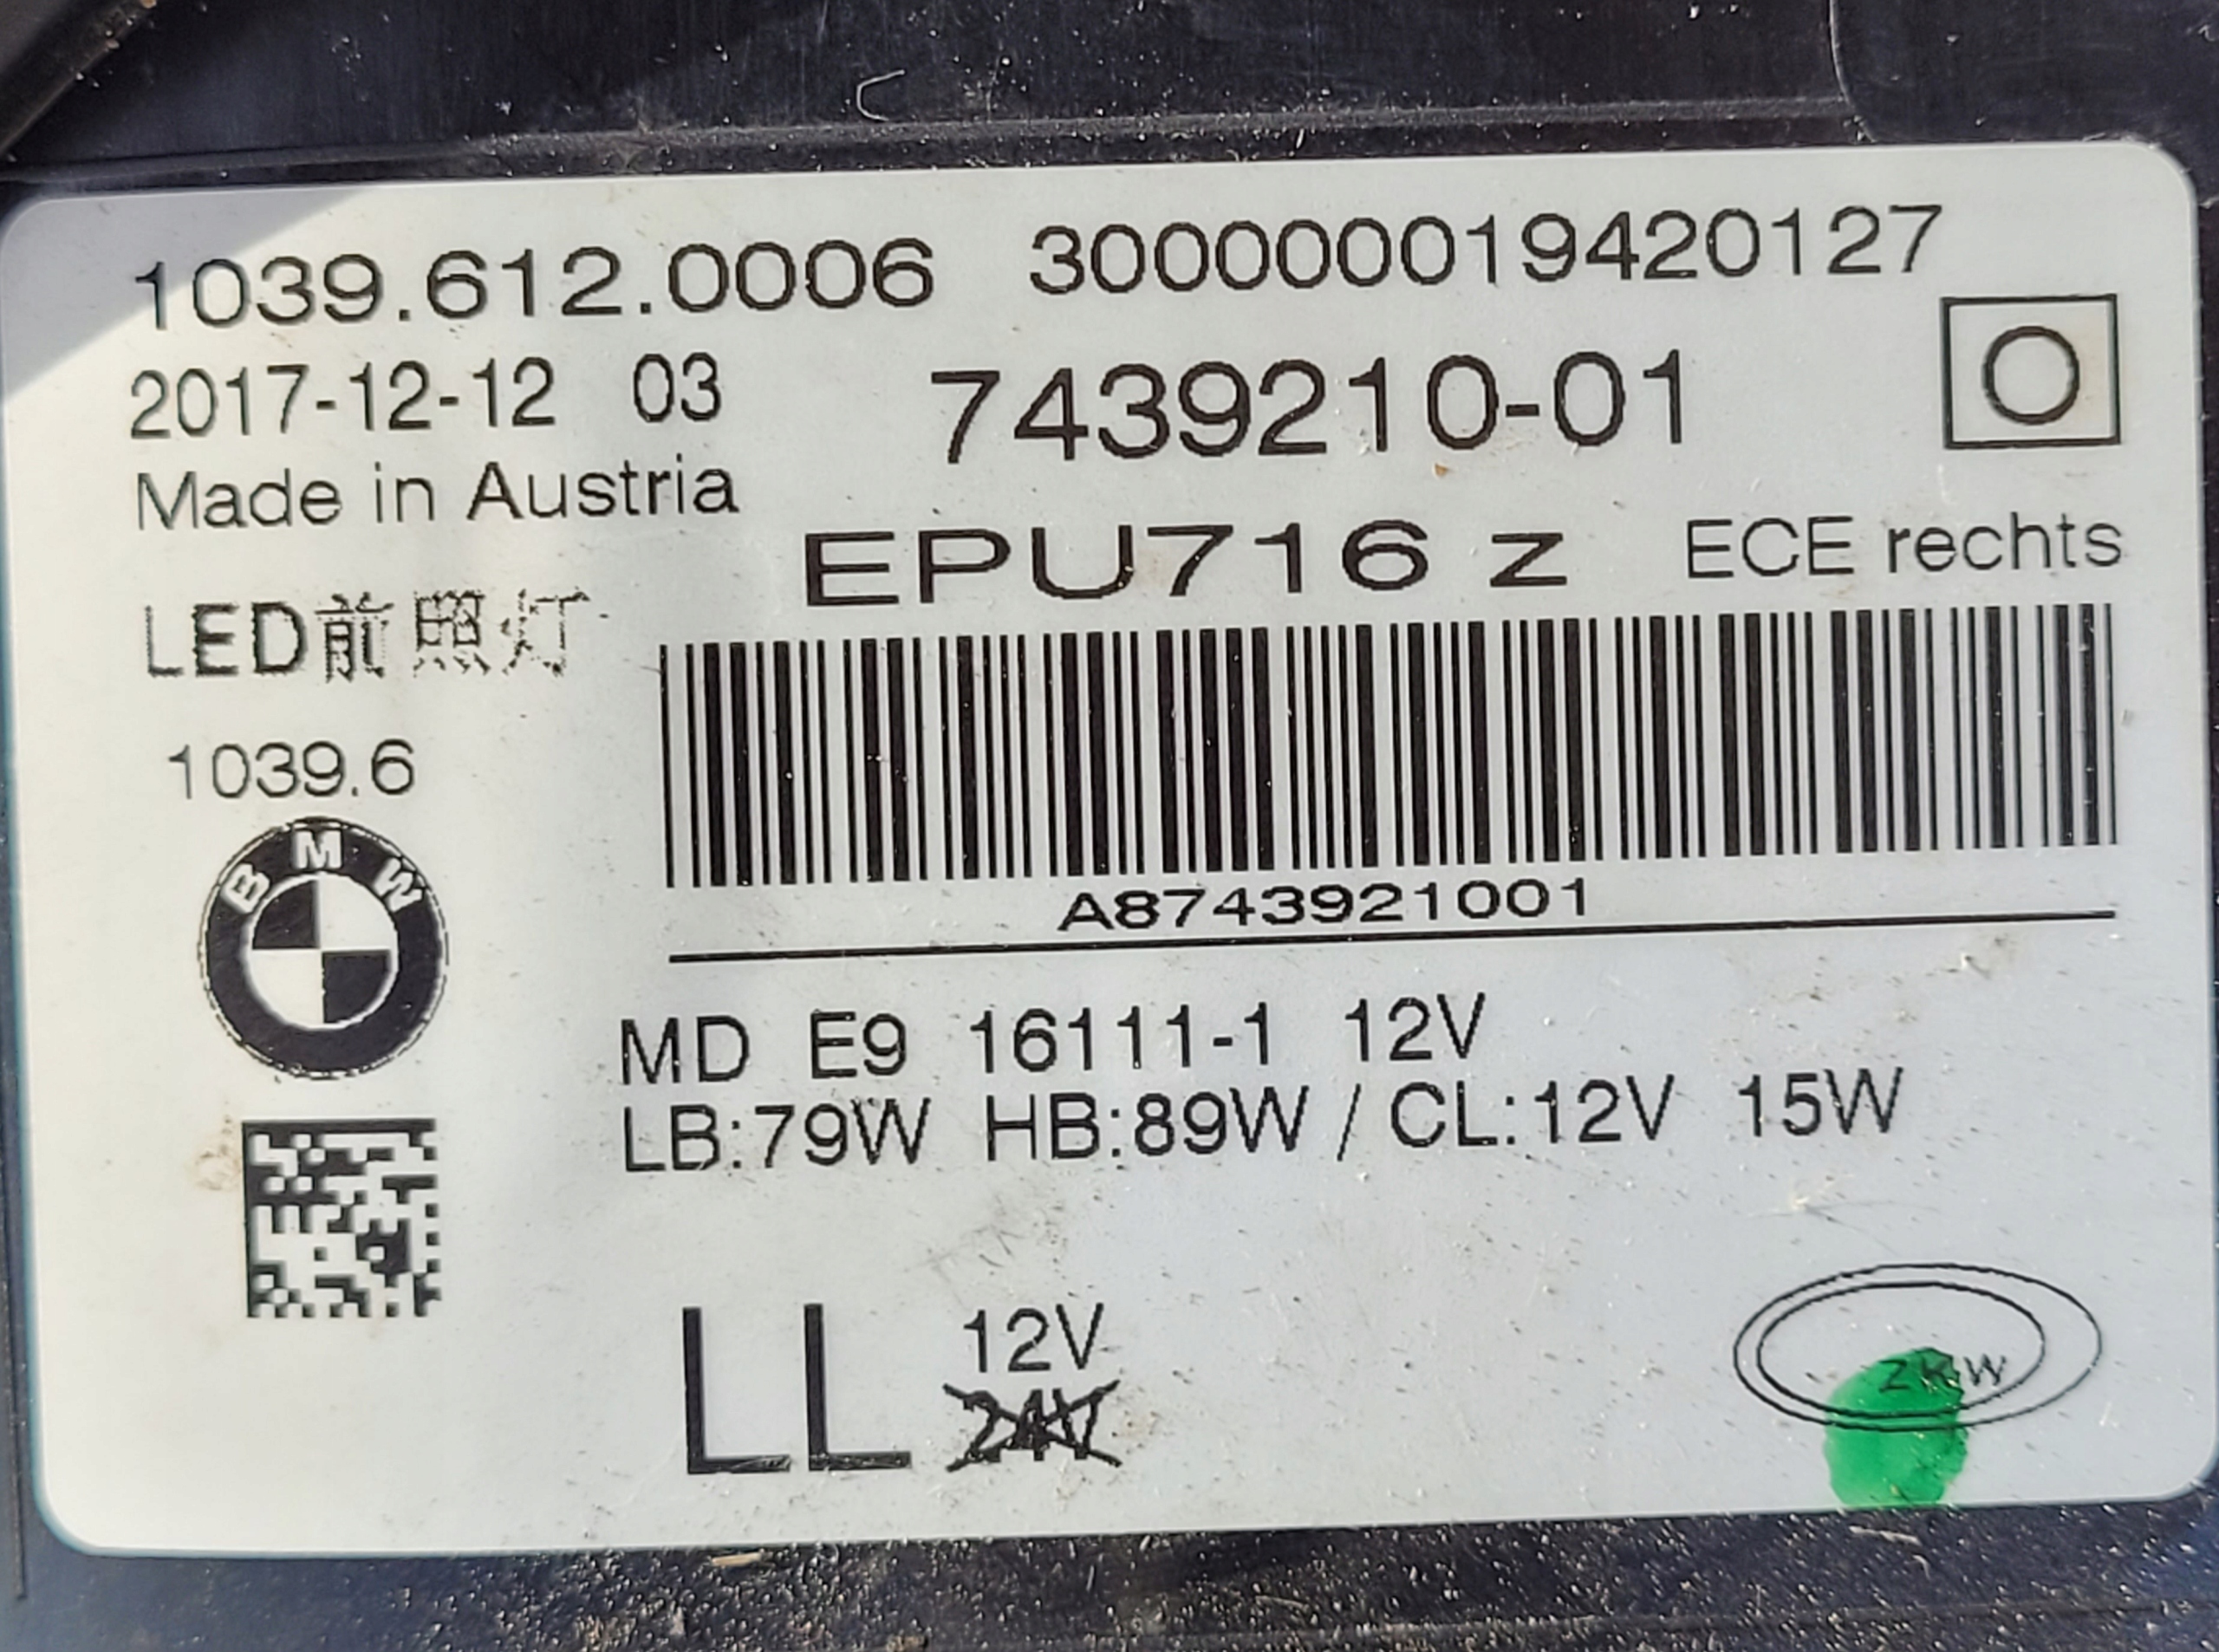 1039.612.0006 300000019420127
2017-12-12 03 7439210-01
Made in Austria
EPU716 z ECE rechts
LED前照灯
1039.6
BMW
A8743921001
MD E9 16111-1 12V
LB:79W HB:89W / CL:12V 15W
LL 12V
24V
ZKW